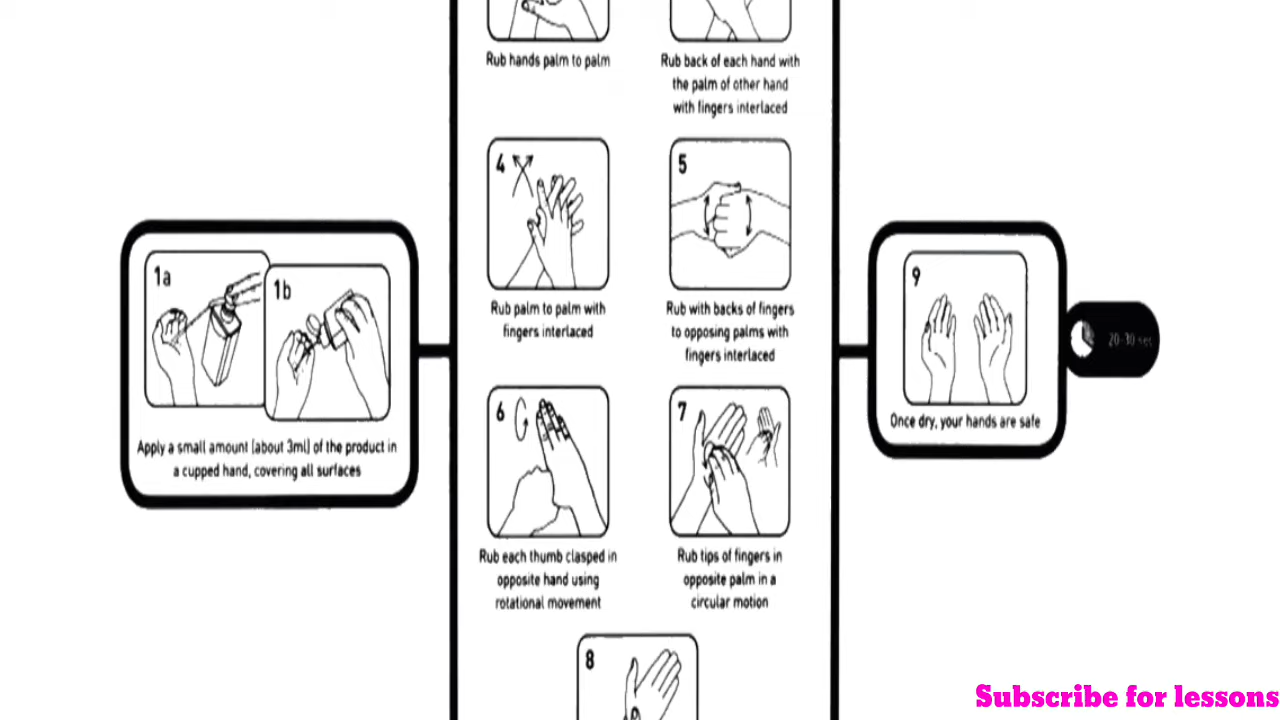 1a
1b
Apply a small amount (about 3ml) of the product in
a cupped hand, covering all surfaces
Rub hands palm to palm
Rub back of each hand with
the palm of other hand
with fingers interlaced
4
Rub palm to palm with
fingers interlaced
5
Rub with backs of fingers
to opposing palms with
fingers interlaced
6
Rub each thumb clasped in
opposite hand using
rotational movement
7
Rub tips of fingers in
opposite palm in a
circular motion
8
9
Once dry, your hands are safe
20-30 sec
Subscribe for lessons